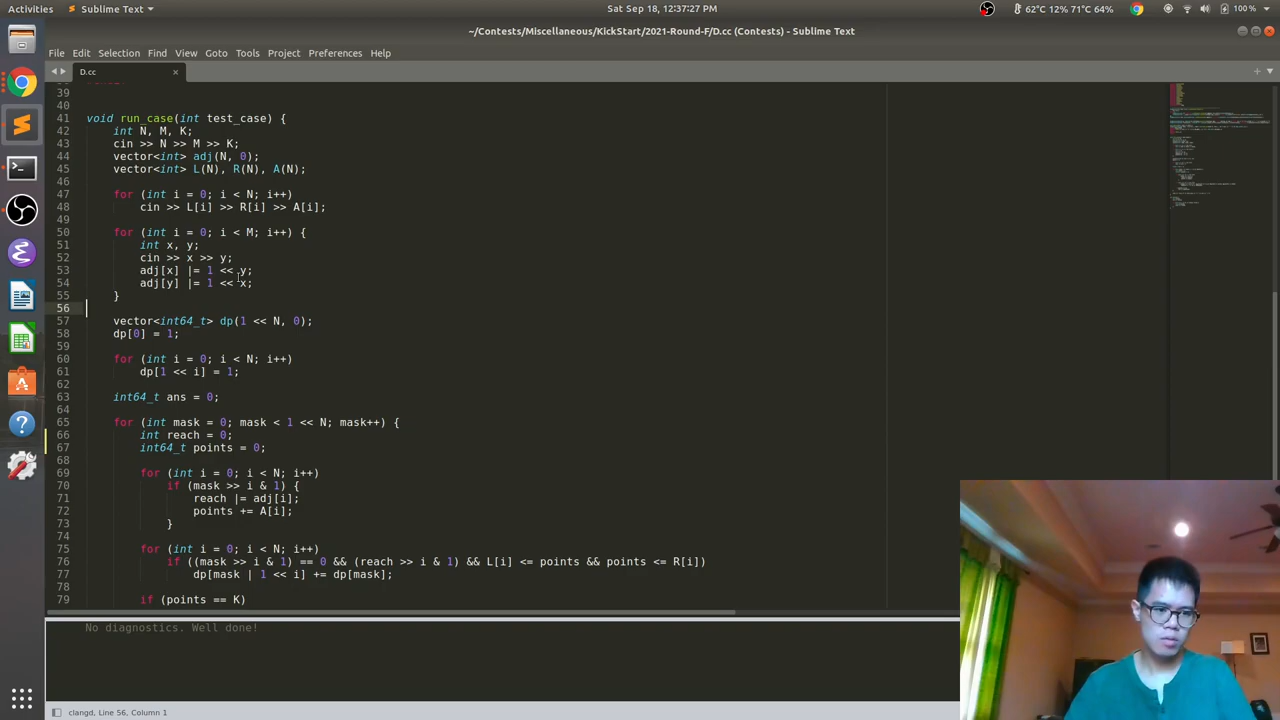 Activities
Sublime Text
Sat Sep 18, 12:37:27 PM
62°C 12% 71% 64%
100 %
~/Contests/Miscellaneous/KickStart/2021-Round-F/D.cc (Contests) - Sublime Text
File Edit Selection Find View Goto Tools Project Preferences Help
D.cc
39
40
41 void run_case(int test_case) {
42 int N, M, K;
43 cin >> N >> M >> K;
44 vector<int> adj(N, 0);
45 vector<int> L(N), R(N), A(N);
46
47 for (int i = 0; i < N; i++)
48 cin >> L[i] >> R[i] >> A[i];
49
50 for (int i = 0; i < M; i++) {
51 int x, y;
52 cin >> x >> y;
53 adj[x] |= 1 << y;
54 adj[y] |= 1 << x;
55 }
56
57 vector<int64_t> dp(1 << N, 0);
58 dp[0] = 1;
59
60 for (int i = 0; i < N; i++)
61 dp[1 << i] = 1;
62
63 int64_t ans = 0;
64
65 for (int mask = 0; mask < 1 << N; mask++) {
66 int reach = 0;
67 int64_t points = 0;
68
69 for (int i = 0; i < N; i++)
70 if (mask >> i & 1) {
71 reach |= adj[i];
72 points += A[i];
73 }
74
75 for (int i = 0; i < N; i++)
76 if ((mask >> i & 1) == 0 && (reach >> i & 1) && L[i] <= points && points <= R[i])
77 dp[mask | 1 << i] += dp[mask];
78
79 if (points == K)
No diagnostics. Well done!
clangd, Line 56, Column 1